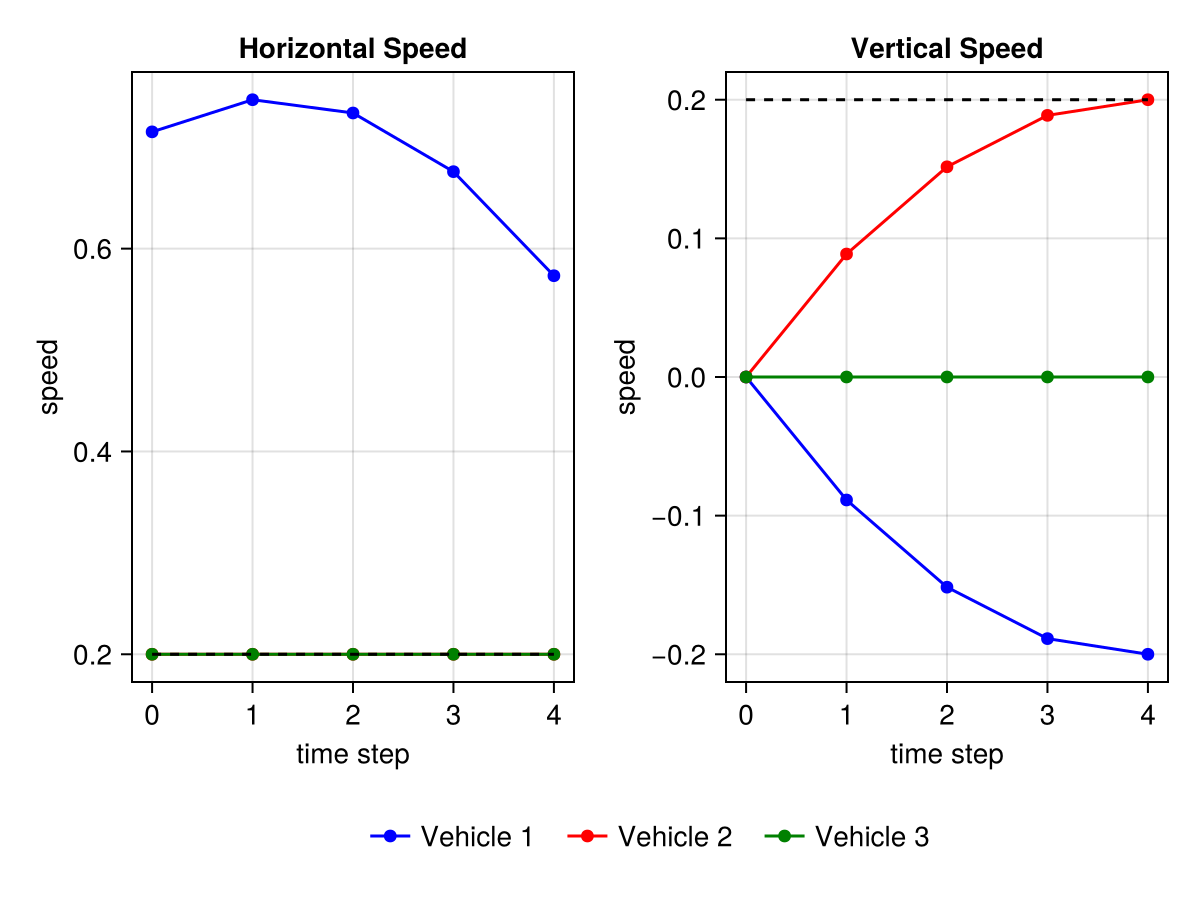 Horizontal Speed
speed
0.6
0.4
0.2
0 1 2 3 4
time step
Vertical Speed
speed
0.2
0.1
0.0
−0.1
−0.2
0 1 2 3 4
time step
Vehicle 1 Vehicle 2 Vehicle 3